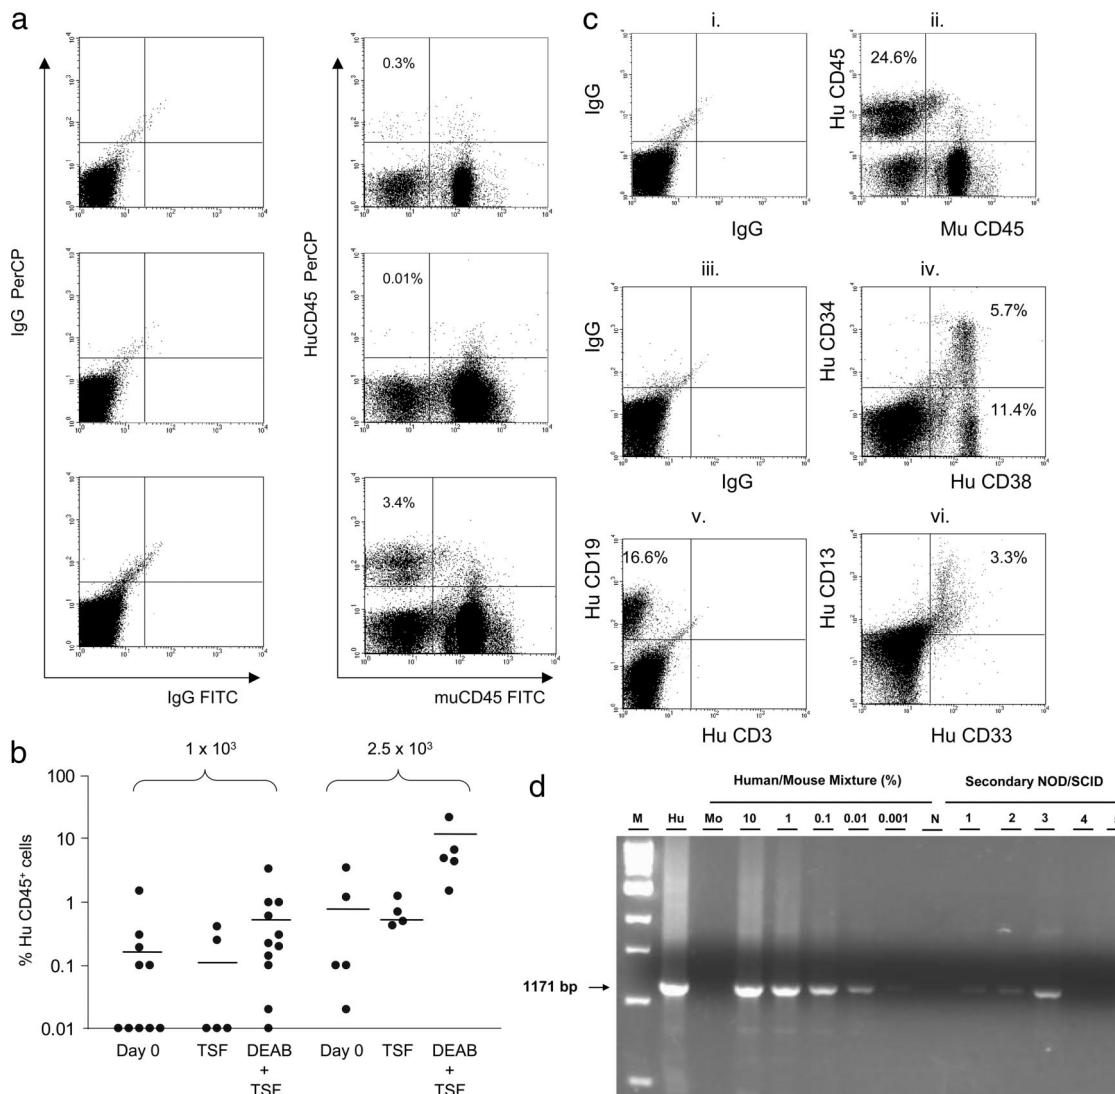 a
IgG PerCP
IgG FITC
HuCD45 PerCP
0.3%
0.01%
3.4%
muCD45 FITC
b
1 x 10³
2.5 x 10³
% Hu CD45⁺ cells
100
10
1
0.1
0.01
Day 0 TSF DEAB + TSF Day 0 TSF DEAB + TSF
c
i.
IgG
IgG
ii.
24.6%
Hu CD45
Mu CD45
iii.
IgG
IgG
iv.
5.7%
11.4%
Hu CD34
Hu CD38
v.
16.6%
Hu CD19
Hu CD3
vi.
3.3%
Hu CD13
Hu CD33
d
Human/Mouse Mixture (%) Secondary NOD/SCID
M Hu Mo 10 1 0.1 0.01 0.001 N 1 2 3 4
1171 bp